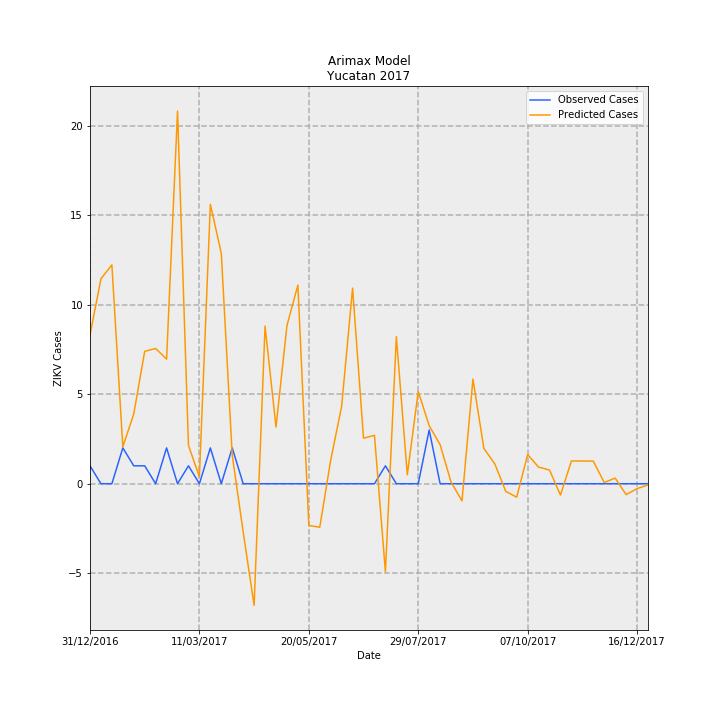 Arimax Model
Yucatan 2017
Observed Cases
Predicted Cases
ZIKV Cases
20
15
10
5
0
−5
31/12/2016
11/03/2017
20/05/2017
29/07/2017
07/10/2017
16/12/2017
Date